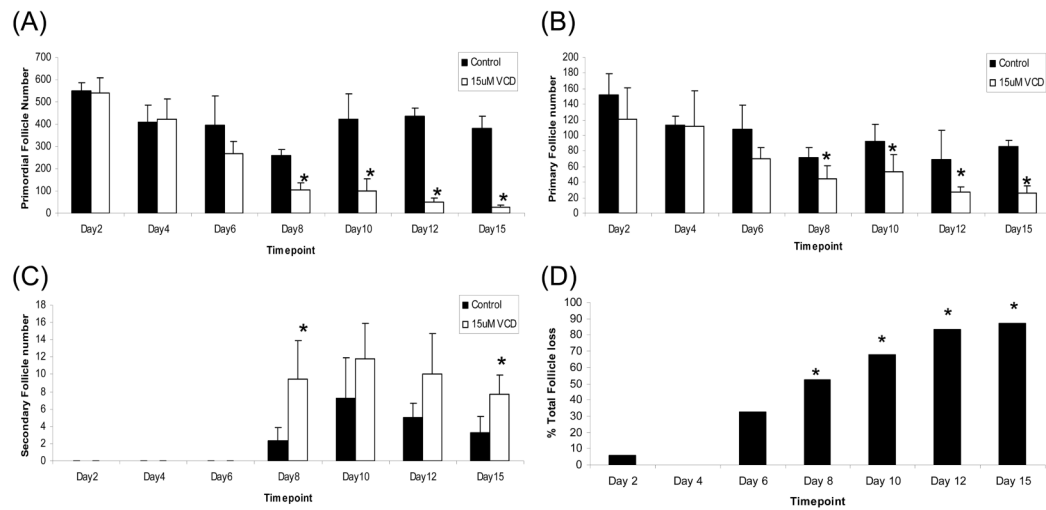 (A)
Primordial Follicle Number
700
600
500
400
300
200
100
0
Control
15uM VCD
*
*
*
*
Day2 Day4 Day6 Day8 Day10 Day12 Day15
Timepoint
(B)
Primary Follicle number
200
180
160
140
120
100
80
60
40
20
0
Control
15uM VCD
*
*
*
*
Day2 Day4 Day6 Day8 Day10 Day12 Day15
Timepoint
(C)
Secondary Follicle number
18
16
14
12
10
8
6
4
2
0
Control
15uM VCD
*
*
Day2 Day4 Day6 Day8 Day10 Day12 Day15
Timepoint
(D)
% Total Follicle loss
100
90
80
70
60
50
40
30
20
10
0
*
*
*
*
Day 2 Day 4 Day 6 Day 8 Day 10 Day 12 Day 15
Timepoint